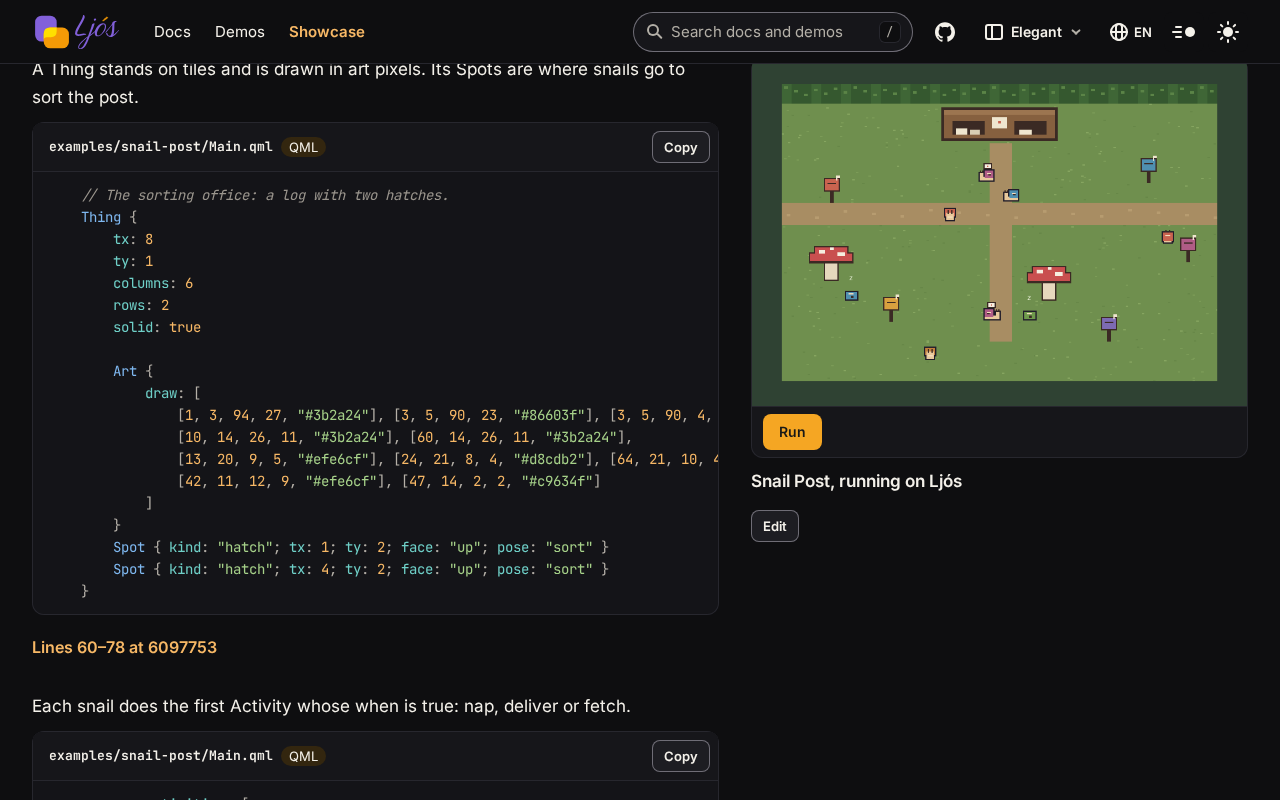 Ljós
Docs
Demos
Showcase
Search docs and demos
/
Elegant
EN
A Thing stands on tiles and is drawn in art pixels. Its Spots are where snails go to
sort the post.
examples/snail-post/Main.qml QML
Copy
// The sorting office: a log with two hatches.
Thing {
tx: 8
ty: 1
columns: 6
rows: 2
solid: true
Art {
draw: [
[1, 3, 94, 27, "#3b2a24"], [3, 5, 90, 23, "#86603f"], [3, 5, 90, 4,
[10, 14, 26, 11, "#3b2a24"], [60, 14, 26, 11, "#3b2a24"],
[13, 20, 9, 5, "#efe6cf"], [24, 21, 8, 4, "#d8cdb2"], [64, 21, 10, 4
[42, 11, 12, 9, "#efe6cf"], [47, 14, 2, 2, "#c9634f"]
]
}
Spot { kind: "hatch"; tx: 1; ty: 2; face: "up"; pose: "sort" }
Spot { kind: "hatch"; tx: 4; ty: 2; face: "up"; pose: "sort" }
}
Lines 60–78 at 6097753
Each snail does the first Activity whose when is true: nap, deliver or fetch.
examples/snail-post/Main.qml QML
Copy
z
z
Run
Snail Post, running on Ljós
Edit